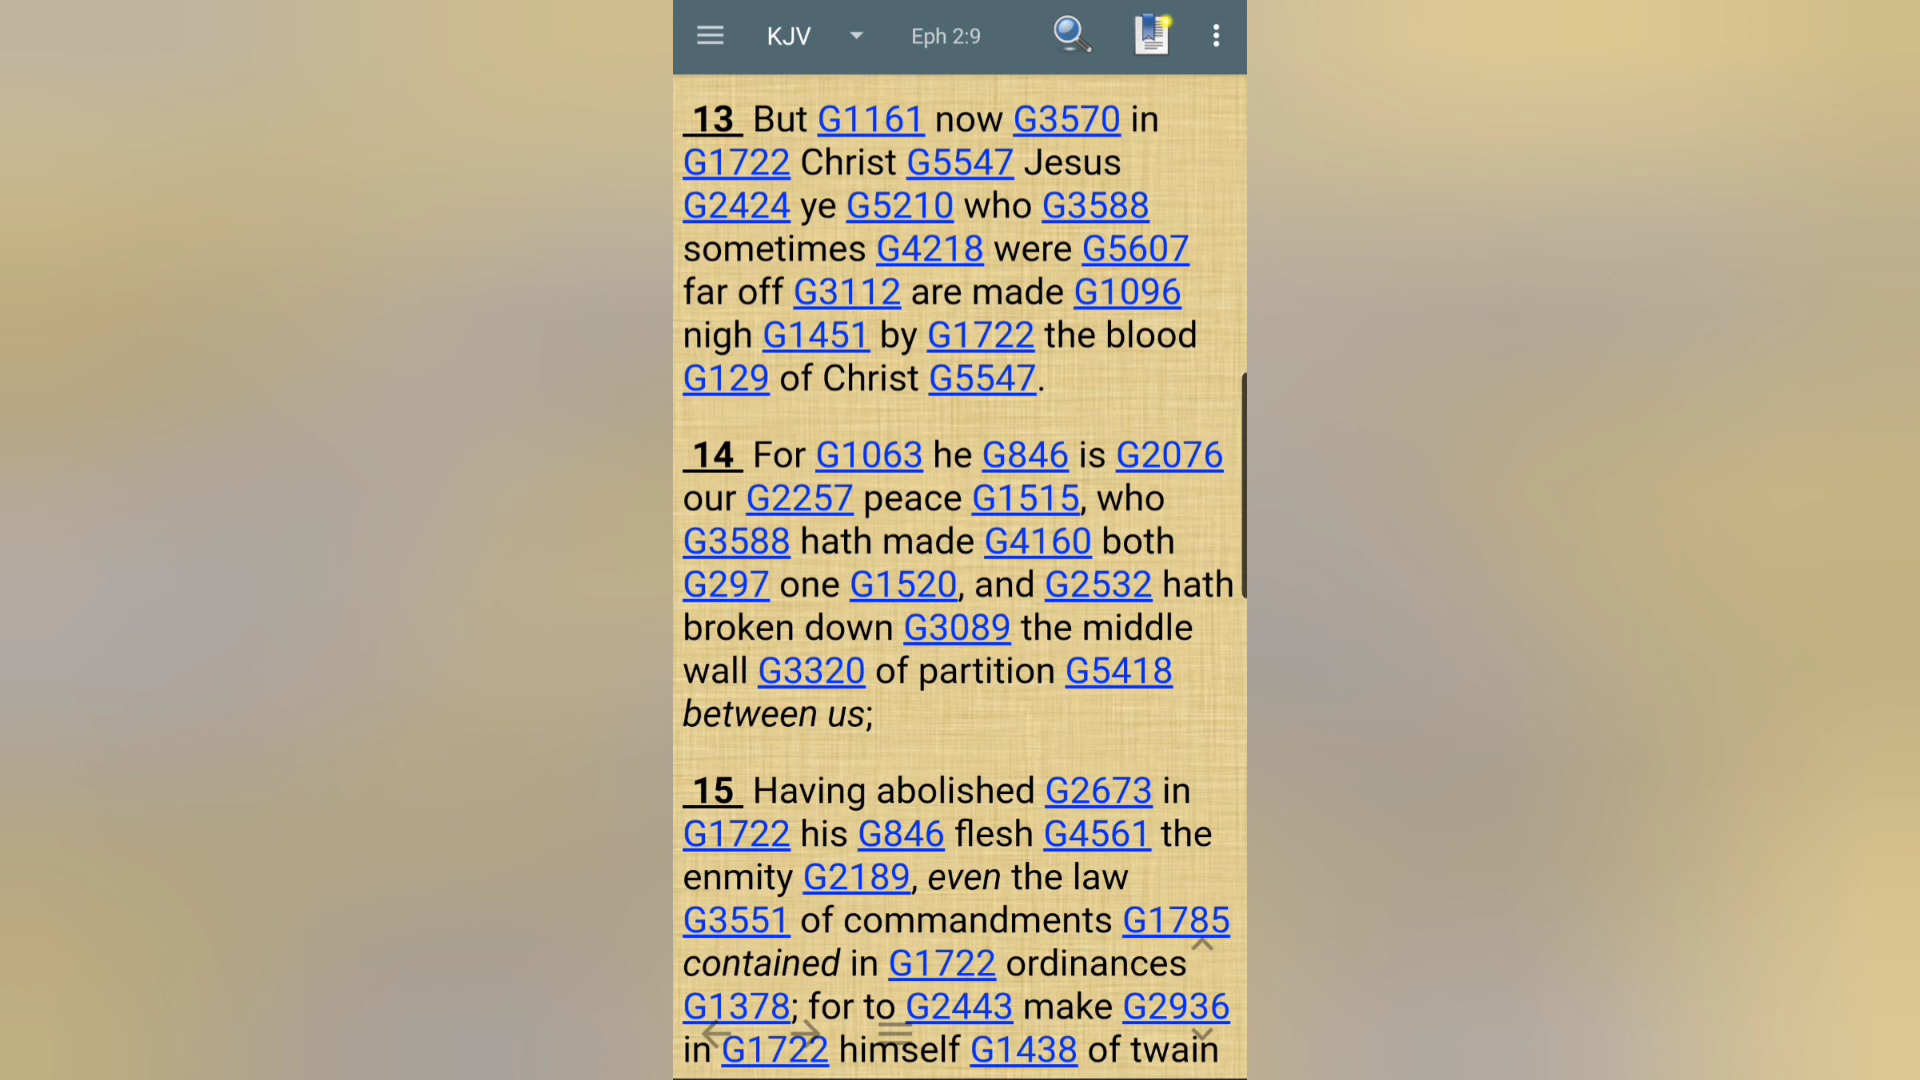 KJV Eph 2:9
13 But G1161 now G3570 in
G1722 Christ G5547 Jesus
G2424 ye G5210 who G3588
sometimes G4218 were G5607
far off G3112 are made G1096
nigh G1451 by G1722 the blood
G129 of Christ G5547.
14 For G1063 he G846 is G2076
our G2257 peace G1515, who
G3588 hath made G4160 both
G297 one G1520, and G2532 hath
broken down G3089 the middle
wall G3320 of partition G5418
between us;
15 Having abolished G2673 in
G1722 his G846 flesh G4561 the
enmity G2189, even the law
G3551 of commandments G1785
contained in G1722 ordinances
G1378; for to G2443 make G2936
in G1722 himself G1438 of twain